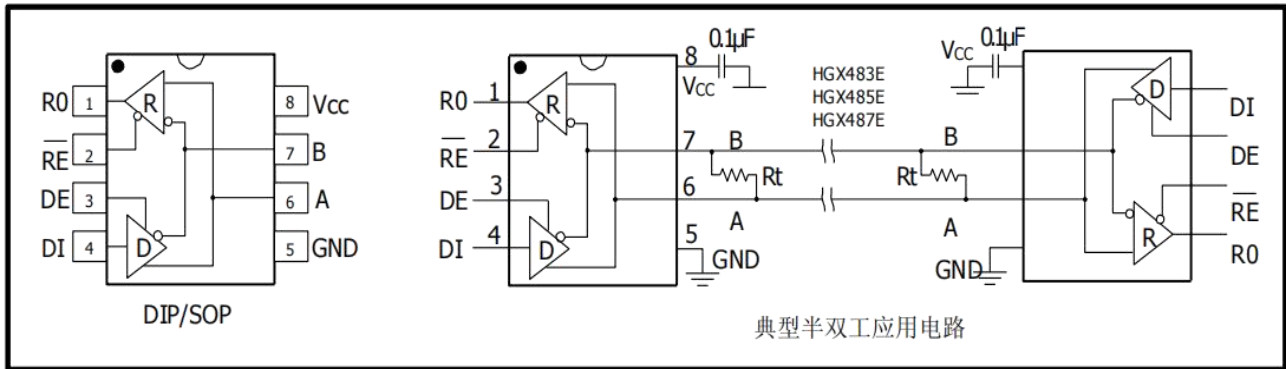 R0
RE
DE
DI
1
2
3
4
R
D
8
7
6
5
Vcc
B
A
GND
DIP/SOP
R0
RE
DE
DI
1
2
3
4
R
D
8
VCC
0.1µF
7
B
6
A
5
GND
Rt
HGX483E
HGX485E
HGX487E
VCC
0.1µF
B
Rt
A
GND
D
R
DI
DE
RE
R0
典型半双工应用电路